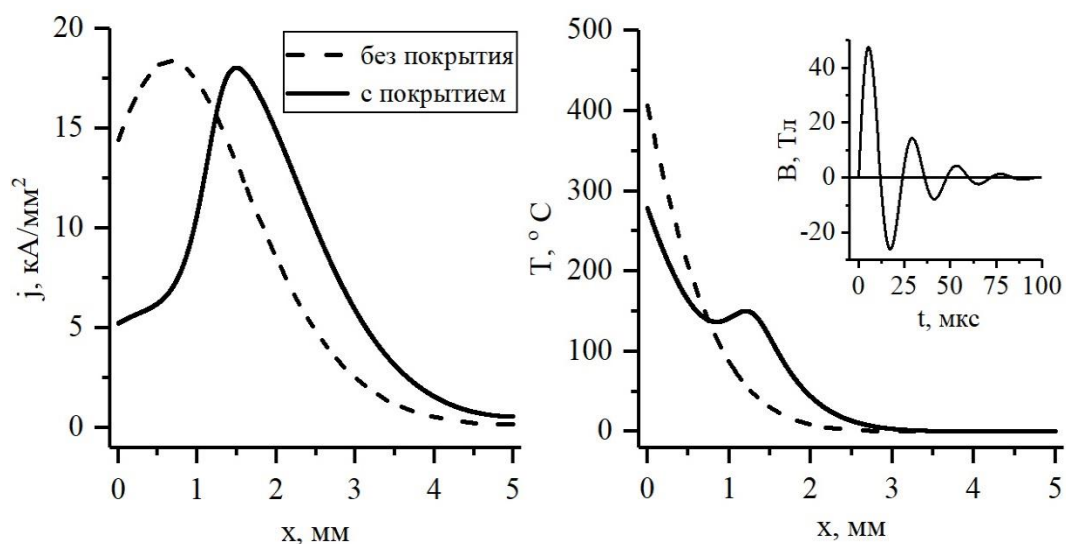 20
15
10
5
0
j, кА/мм²
0 1 2 3 4 5
x, мм
без покрытия
с покрытием
500
400
300
200
100
0
T, ° C
0 1 2 3 4 5
x, мм
40
20
0
-20
B, Тл
0 25 50 75 100
t, мкс